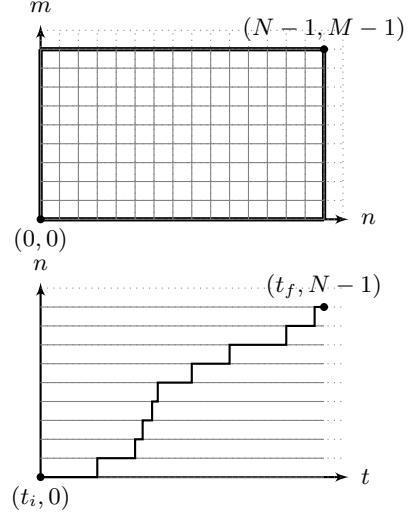 m
(N − 1, M − 1)
n
(0, 0)
n
(t_f, N − 1)
t
(t_i, 0)